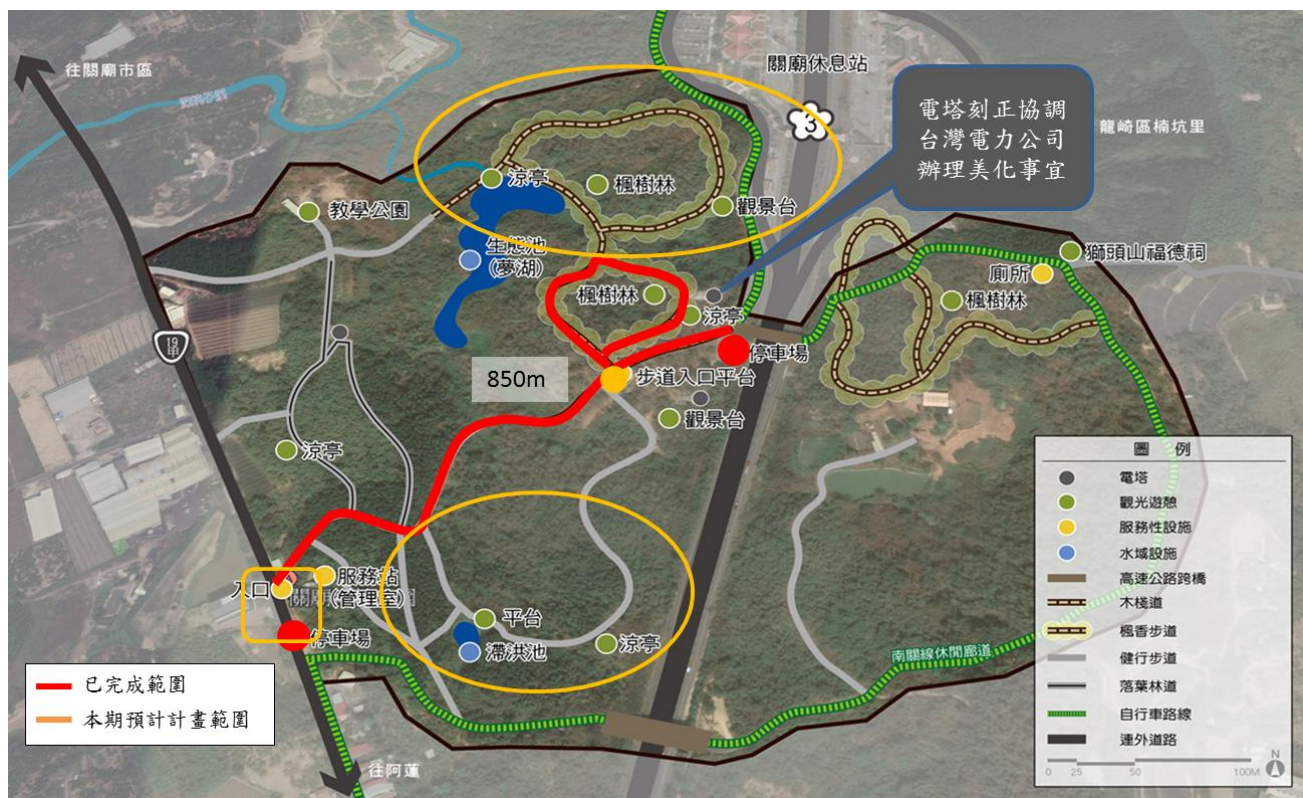 往關廟市區
關廟休息站
3
電塔刻正協調
台灣電力公司
辦理美化事宜
龍崎區楠坑里
涼亭
楓樹林
觀景台
教學公園
生態池
(夢湖)
獅頭山福德祠
廁所
楓樹林
楓樹林
涼亭
19
甲
停車場
850m
步道入口平台
觀景台
涼亭
入口
服務站
(管理室)
平台
停車場
滯洪池
涼亭
南關線休閒廊道
往阿蓮
已完成範圍
本期預計計畫範圍
圖 例
電塔
觀光遊憩
服務性設施
水域設施
高速公路跨橋
木棧道
楓香步道
健行步道
落葉林道
自行車路線
連外道路
N
0 25 50 100M